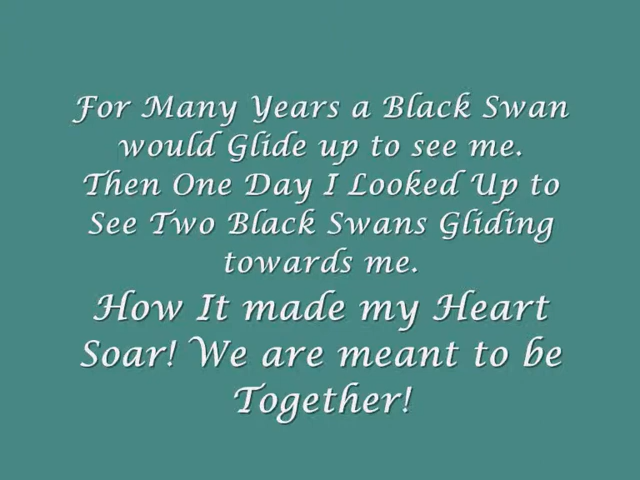 For Many Years a Black Swan
would Glide up to see me.
Then One Day I Looked Up to
See Two Black Swans Gliding
towards me.
How It made my Heart
Soar! We are meant to be
Together!